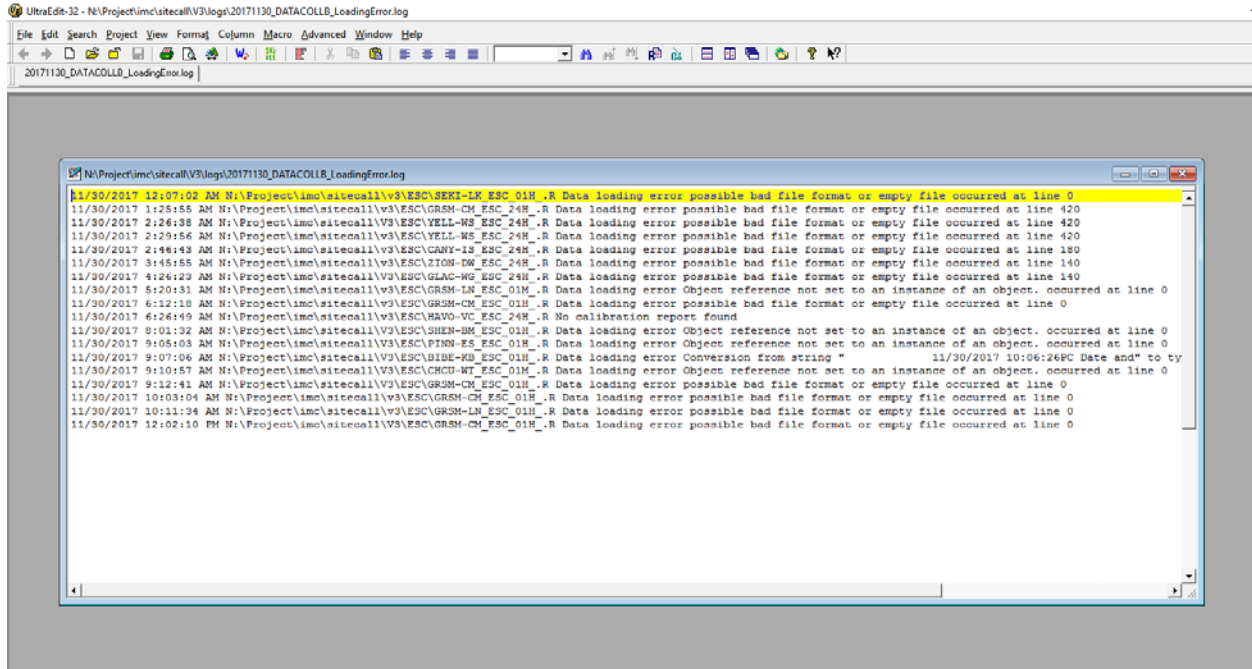 UltraEdit-32 - N:\Project\imc\sitecall\V3\logs\20171130_DATACOLLB_LoadingError.log
File Edit Search Project View Format Column Macro Advanced Window Help
20171130_DATACOLLB_LoadingError.log
N:\Project\imc\sitecall\V3\logs\20171130_DATACOLLB_LoadingError.log
11/30/2017 12:07:02 AM N:\Project\imc\sitecall\v3\ESC\SEKI-LK_ESC_01H_.R Data loading error possible bad file format or empty file occurred at line 0
11/30/2017 1:25:55 AM N:\Project\imc\sitecall\V3\ESC\GRSM-CM_ESC_24H_.R Data loading error possible bad file format or empty file occurred at line 420
11/30/2017 2:26:38 AM N:\Project\imc\sitecall\V3\ESC\YELL-WS_ESC_24H_.R Data loading error possible bad file format or empty file occurred at line 420
11/30/2017 2:29:56 AM N:\Project\imc\sitecall\V3\ESC\YELL-WS_ESC_24H_.R Data loading error possible bad file format or empty file occurred at line 420
11/30/2017 2:46:43 AM N:\Project\imc\sitecall\V3\ESC\CANY-IS_ESC_24H_.R Data loading error possible bad file format or empty file occurred at line 180
11/30/2017 3:45:55 AM N:\Project\imc\sitecall\V3\ESC\ZION-DW_ESC_24H_.R Data loading error possible bad file format or empty file occurred at line 140
11/30/2017 4:26:23 AM N:\Project\imc\sitecall\V3\ESC\GLAC-WG_ESC_24H_.R Data loading error possible bad file format or empty file occurred at line 140
11/30/2017 5:20:31 AM N:\Project\imc\sitecall\v3\ESC\GRSM-LN_ESC_01M_.R Data loading error Object reference not set to an instance of an object. occurred at line 0
11/30/2017 6:12:18 AM N:\Project\imc\sitecall\v3\ESC\GRSM-CM_ESC_01H_.R Data loading error possible bad file format or empty file occurred at line 0
11/30/2017 6:26:49 AM N:\Project\imc\sitecall\V3\ESC\HAVO-VC_ESC_24H_.R No calibration report found
11/30/2017 8:01:32 AM N:\Project\imc\sitecall\V3\ESC\SHEN-BM_ESC_01H_.R Data loading error Object reference not set to an instance of an object. occurred at line 0
11/30/2017 9:05:03 AM N:\Project\imc\sitecall\V3\ESC\PINN-ES_ESC_01H_.R Data loading error Object reference not set to an instance of an object. occurred at line 0
11/30/2017 9:07:06 AM N:\Project\imc\sitecall\V3\ESC\BIBE-KB_ESC_01H_.R Data loading error Conversion from string " 11/30/2017 10:06:26PC Date and" to ty
11/30/2017 9:10:57 AM N:\Project\imc\sitecall\V3\ESC\CHCU-WT_ESC_01M_.R Data loading error Object reference not set to an instance of an object. occurred at line 0
11/30/2017 9:12:41 AM N:\Project\imc\sitecall\V3\ESC\GRSM-CM_ESC_01H_.R Data loading error possible bad file format or empty file occurred at line 0
11/30/2017 10:03:04 AM N:\Project\imc\sitecall\v3\ESC\GRSM-CM_ESC_01H_.R Data loading error possible bad file format or empty file occurred at line 0
11/30/2017 10:11:34 AM N:\Project\imc\sitecall\v3\ESC\GRSM-LN_ESC_01H_.R Data loading error possible bad file format or empty file occurred at line 0
11/30/2017 12:02:10 PM N:\Project\imc\sitecall\V3\ESC\GRSM-CM_ESC_01H_.R Data loading error possible bad file format or empty file occurred at line 0